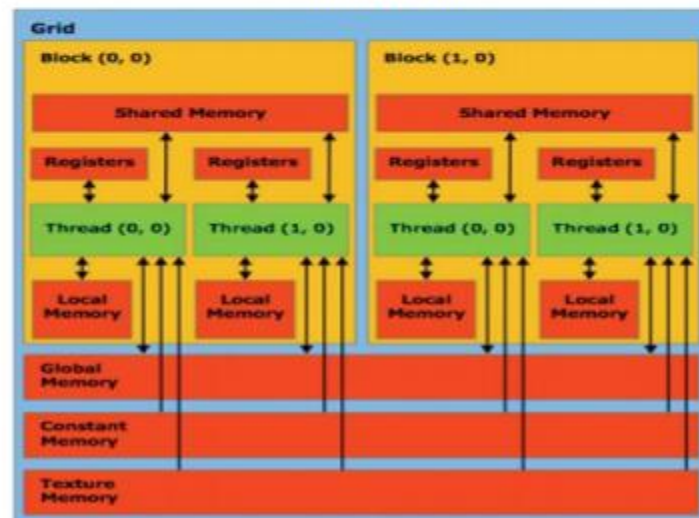 Grid
Block (0, 0)
Block (1, 0)
Shared Memory
Shared Memory
Registers
Registers
Registers
Registers
Thread (0, 0)
Thread (1, 0)
Thread (0, 0)
Thread (1, 0)
Local
Memory
Local
Memory
Local
Memory
Local
Memory
Global
Memory
Constant
Memory
Texture
Memory